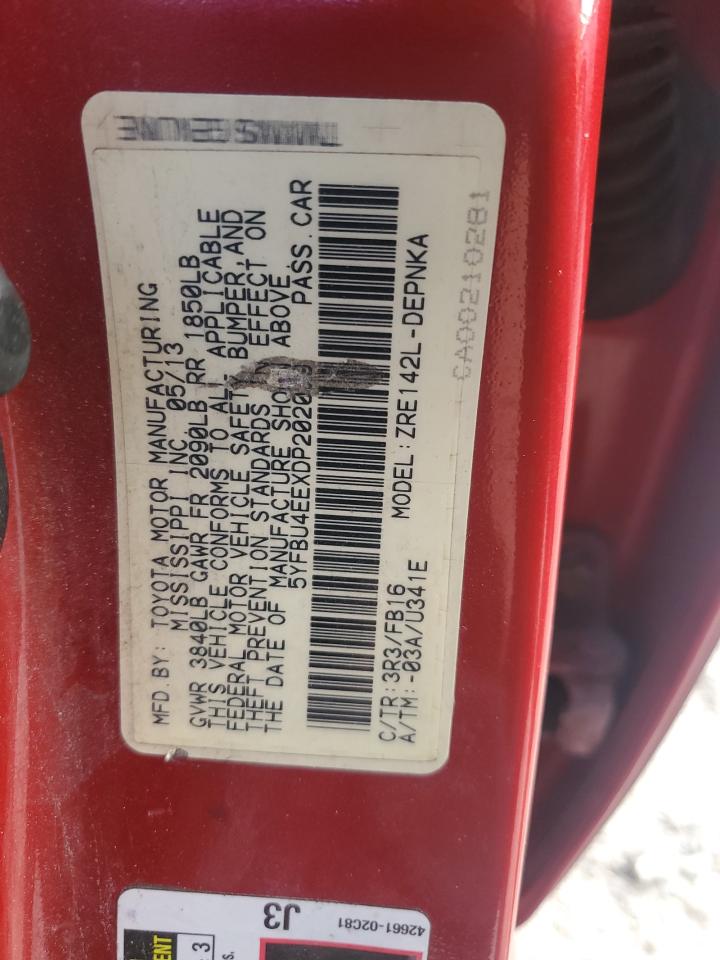 GENUINE
MFD.BY: TOYOTA MOTOR MANUFACTURING
MISSISSIPPI INC. 05/13
GVWR 3840LB GAWR FR 2090LB RR 1850LB
THIS VEHICLE CONFORMS TO ALL APPLICABLE
FEDERAL MOTOR VEHICLE SAFETY, BUMPER, AND
THEFT PREVENTION STANDARDS IN EFFECT ON
THE DATE OF MANUFACTURE SHOWN ABOVE.
PASS.CAR
MODEL:ZRE142L-DEPNKA
C/TR:3R3/FB16
A/TM:-03A/U341E
CA00210281
J3
42661-02C81
3